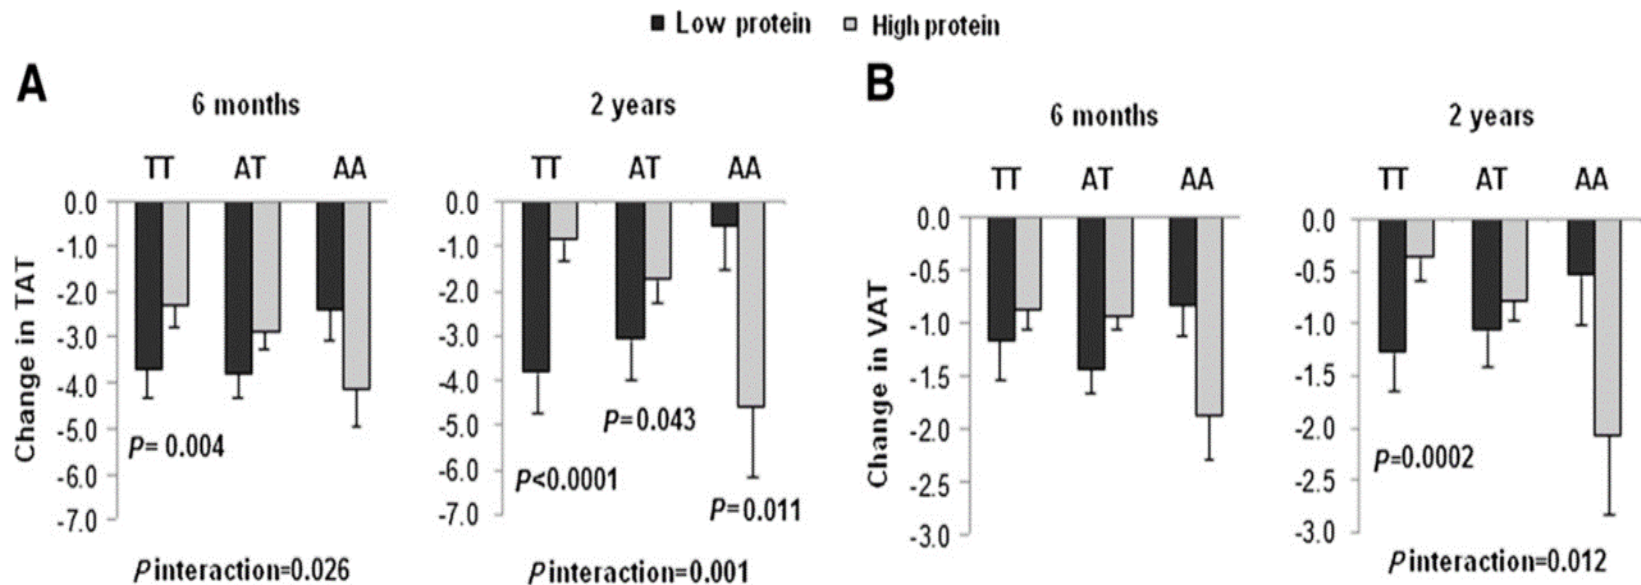 Low protein High protein
A
6 months
TT AT AA
Change in TAT
0.0
-1.0
-2.0
-3.0
-4.0
-5.0
-6.0
-7.0
P= 0.004
P interaction=0.026
2 years
TT AT AA
0.0
-1.0
-2.0
-3.0
-4.0
-5.0
-6.0
-7.0
P<0.0001
P=0.043
P=0.011
P interaction=0.001
B
6 months
TT AT AA
Change in VAT
0.0
-0.5
-1.0
-1.5
-2.0
-2.5
-3.0
2 years
TT AT AA
0.0
-0.5
-1.0
-1.5
-2.0
-2.5
-3.0
P=0.0002
P interaction=0.012